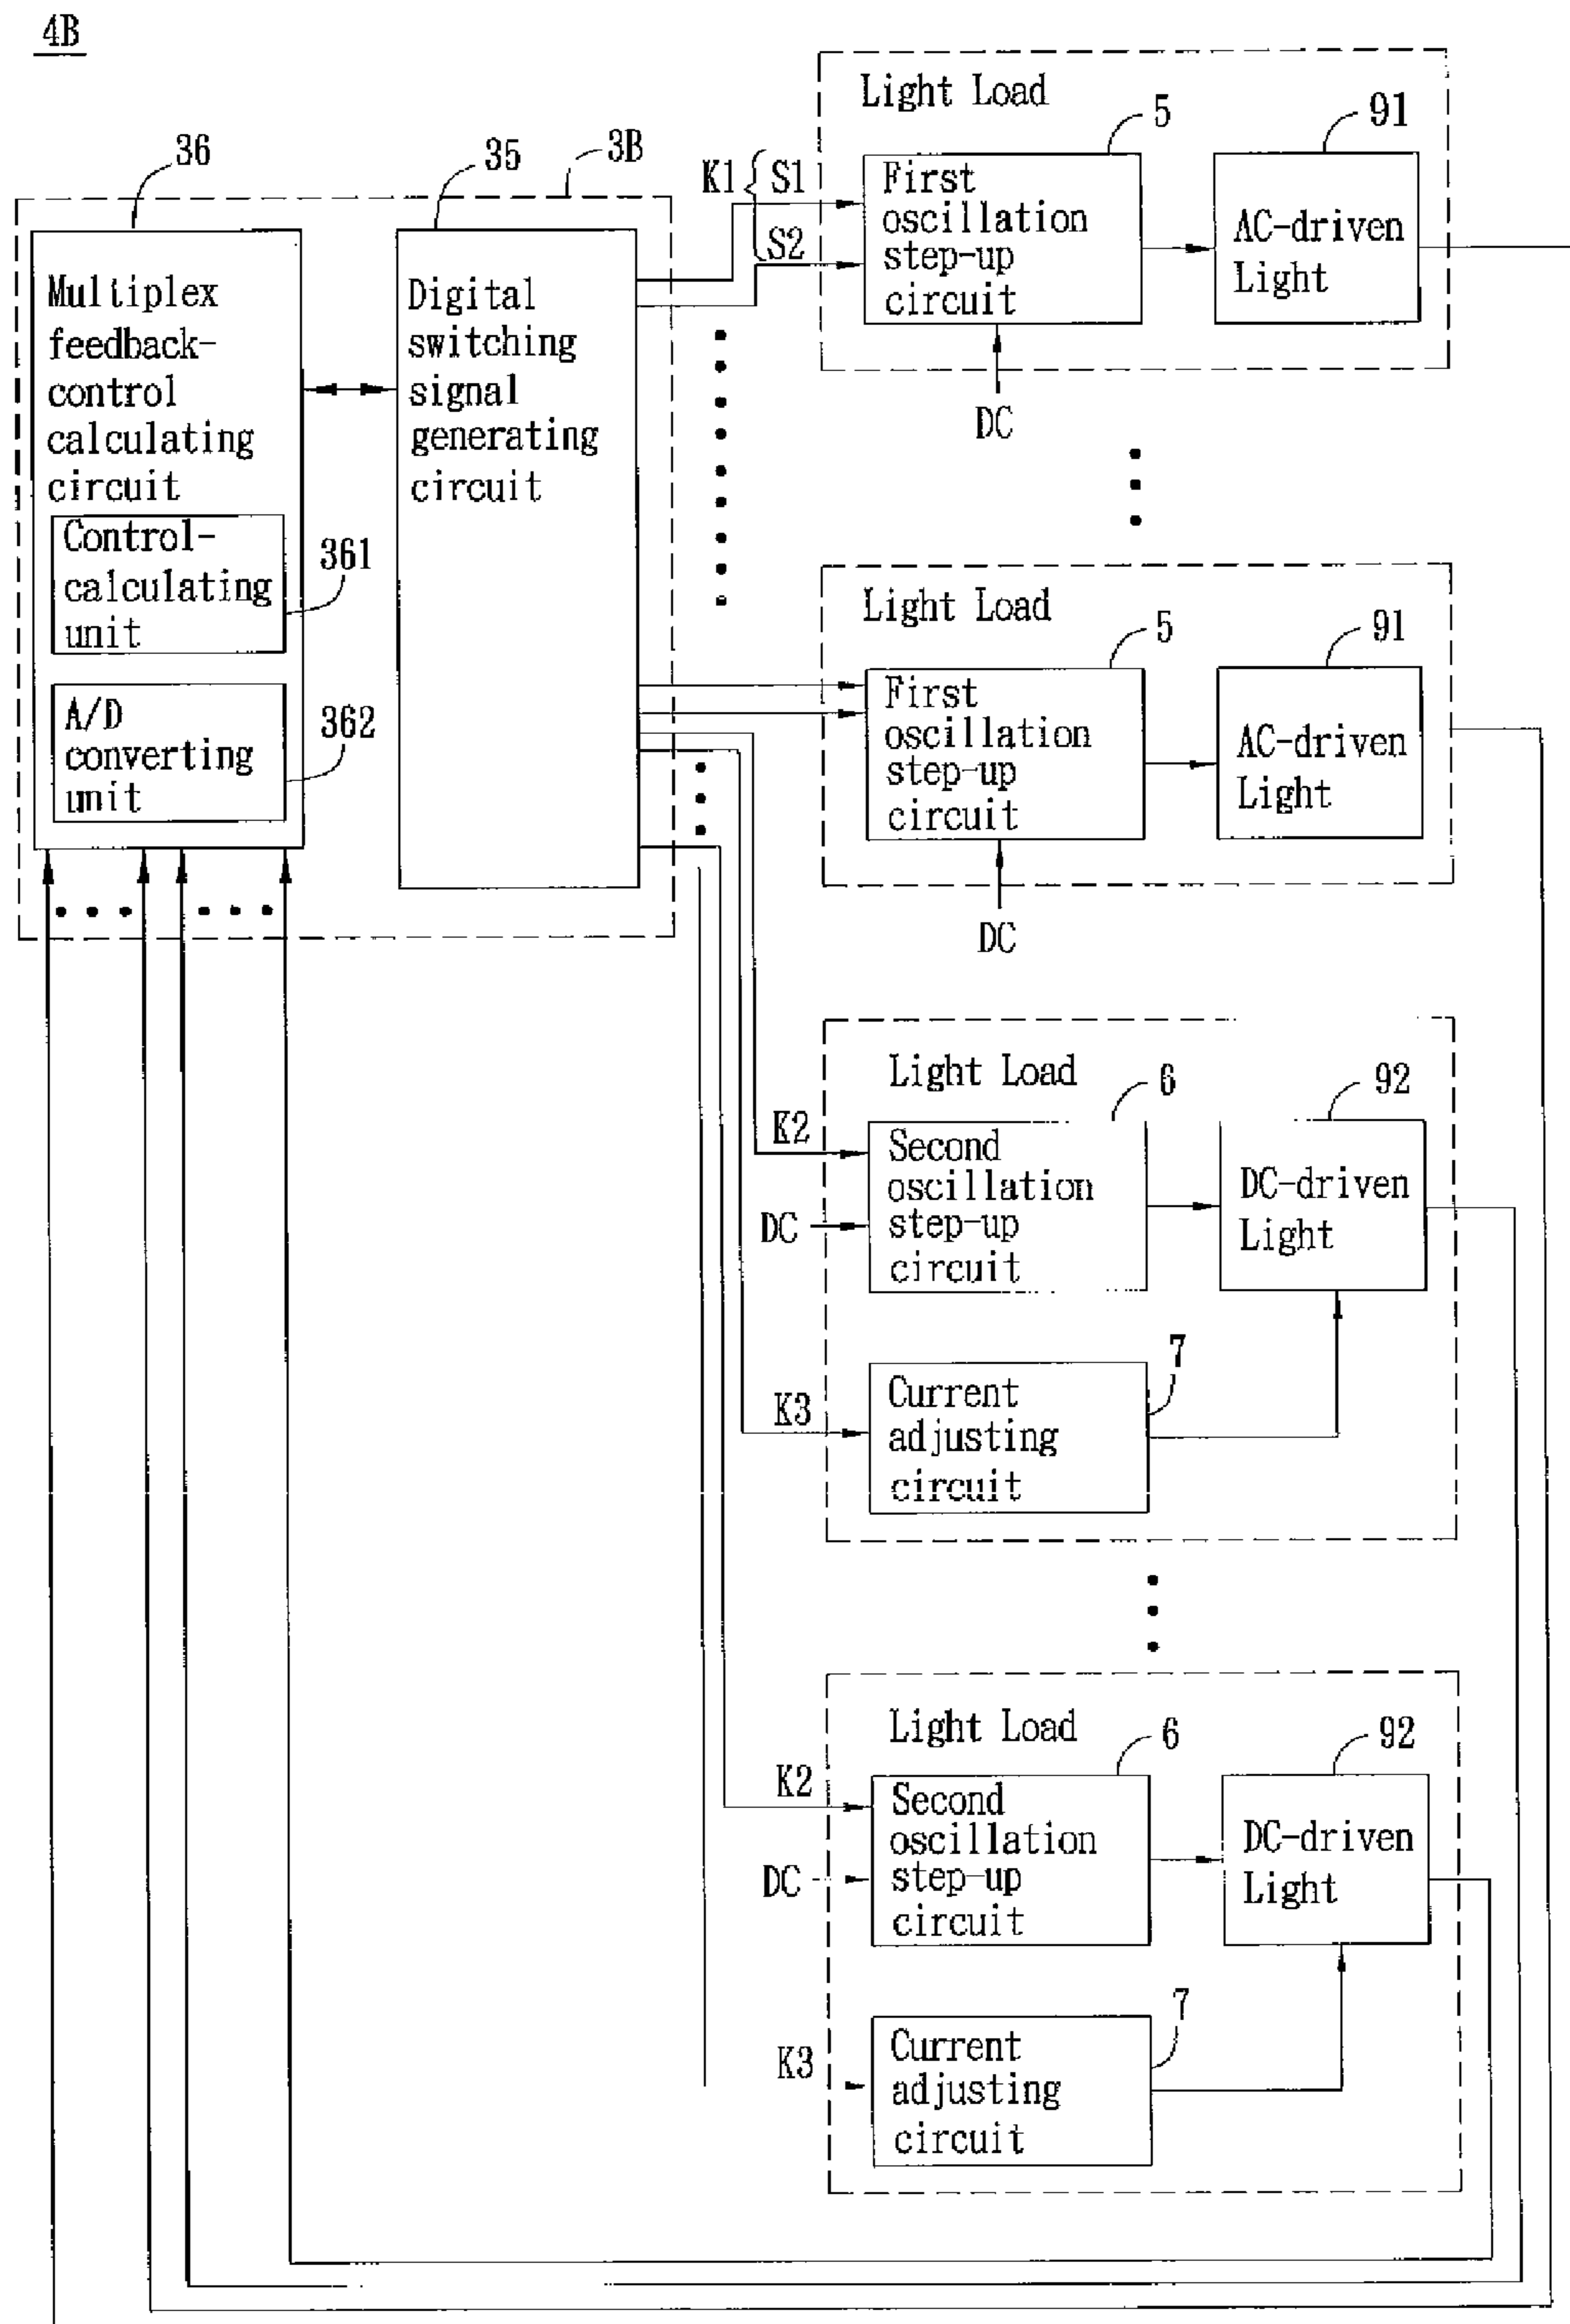 4B
36
35
3B
Multiplex
feedback-
control
calculating
circuit
Control-
calculating
unit
361
A/D
converting
unit
362
Digital
switching
signal
generating
circuit
K1 { S1
S2
Light Load
5
91
First
oscillation
step-up
circuit
AC-driven
Light
DC
Light Load
5
91
First
oscillation
step-up
circuit
AC-driven
Light
DC
Light Load
6
92
K2
Second
oscillation
step-up
circuit
DC
DC-driven
Light
7
K3
Current
adjusting
circuit
Light Load
6
92
K2
Second
oscillation
step-up
circuit
DC
DC-driven
Light
7
K3
Current
adjusting
circuit